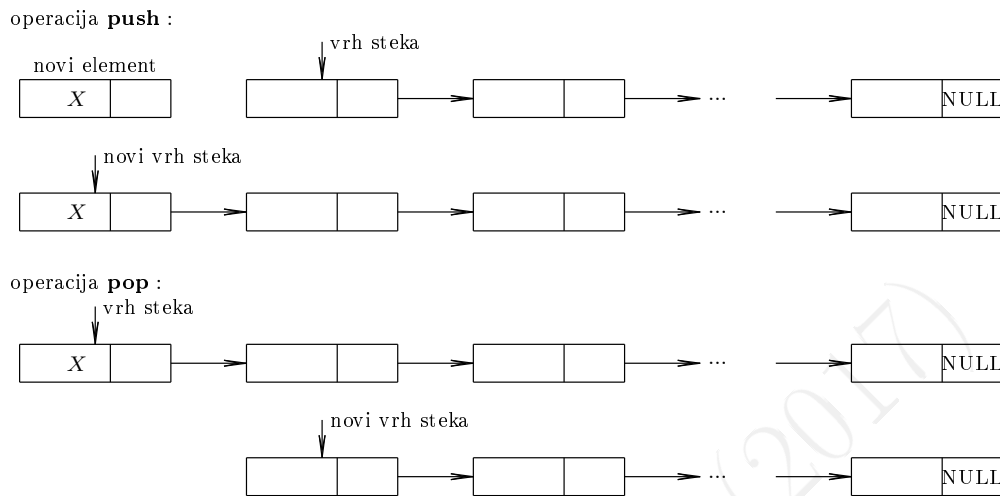 operacija push :
vrh steka
novi element
X
...
NULL
novi vrh steka
X
...
NULL
operacija pop :
vrh steka
X
...
NULL
novi vrh steka
...
NULL
(2017)